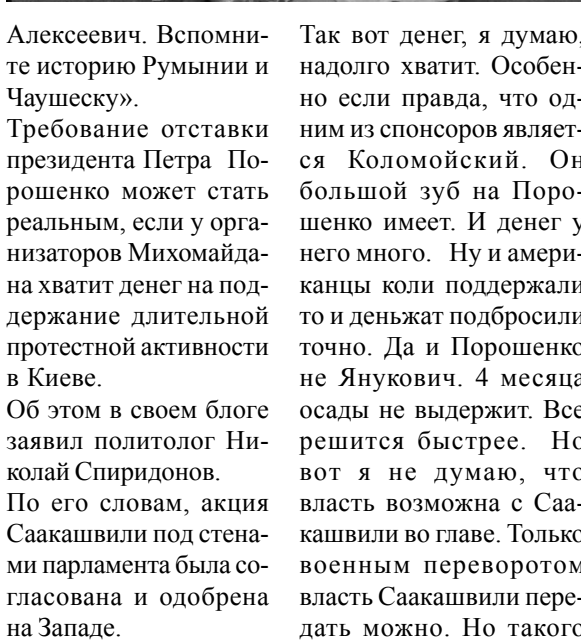 Алексеевич. Вспомни-
те историю Румынии и
Чаушеску».
Требование отставки
президента Петра По-
рошенко может стать
реальным, если у орга-
низаторов Михомайда-
на хватит денег на под-
держание длительной
протестной активности
в Киеве.
Об этом в своем блоге
заявил политолог Ни-
колай Спиридонов.
По его словам, акция
Саакашвили под стена-
ми парламента была со-
гласована и одобрена
на Западе.
Так вот денег, я думаю,
надолго хватит. Особен-
но если правда, что од-
ним из спонсоров являет-
ся Коломойский. Он
большой зуб на Поро-
шенко имеет. И денег у
него много. Ну и амери-
канцы коли поддержали
то и деньжат подбросили
точно. Да и Порошенко
не Янукович. 4 месяца
осады не выдержит. Все
решится быстрее. Но
вот я не думаю, что
власть возможна с Саа-
кашвили во главе. Только
военным переворотом
власть Саакашвили пере-
дать можно. Но такого